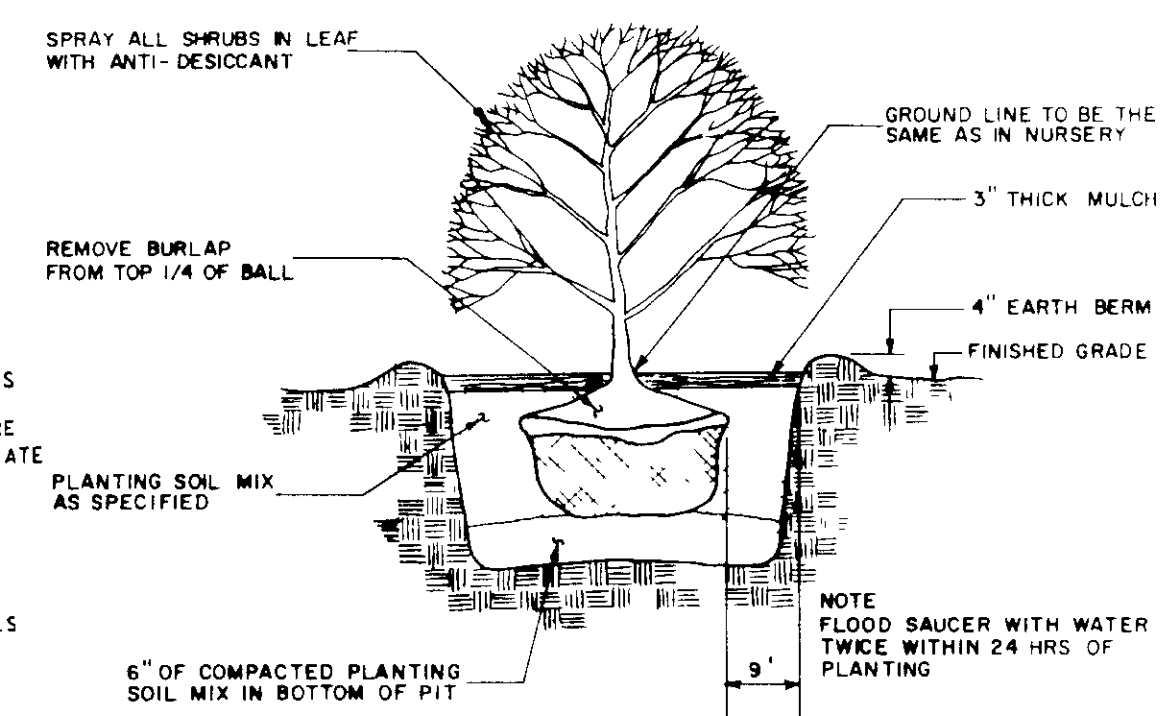 SPRAY ALL SHRUBS IN LEAF
WITH ANTI-DESICCANT
GROUND LINE TO BE THE
SAME AS IN NURSERY
3" THICK MULCH
REMOVE BURLAP
FROM TOP 1/4 OF BALL
4" EARTH BERM
FINISHED GRADE
S
RE
ATE
PLANTING SOIL MIX
AS SPECIFIED
NOTE
FLOOD SAUCER WITH WATER
TWICE WITHIN 24 HRS OF
PLANTING
LS
6" OF COMPACTED PLANTING
SOIL MIX IN BOTTOM OF PIT
9'